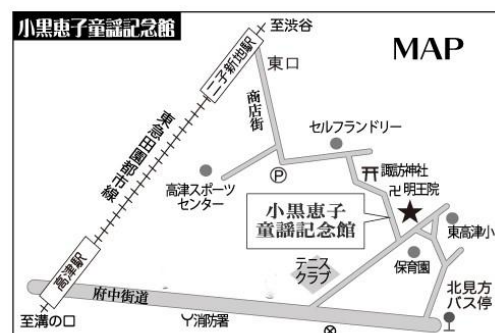 小黒恵子童謡記念館
至渋谷
MAP
二子新地駅
東口
商店街
セルフランドリー
東急田園都市線
P
高津スポーツ
センター
諏訪神社
卍 明王院
小黒恵子
童謡記念館
東高津小
保育園
テニス
クラブ
高津駅
北見方
バス停
府中街道
至溝の口
消防署